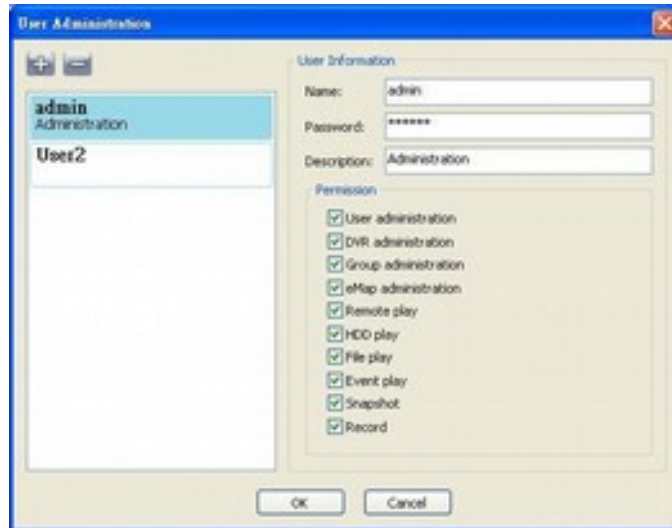 User Administration
User Information
admin
Administration
User2
Name: admin
Password: ******
Description: Administration
Permission
User administration
DVR administration
Group administration
eMap administration
Remote play
HDD play
File play
Event play
Snapshot
Record
OK
Cancel